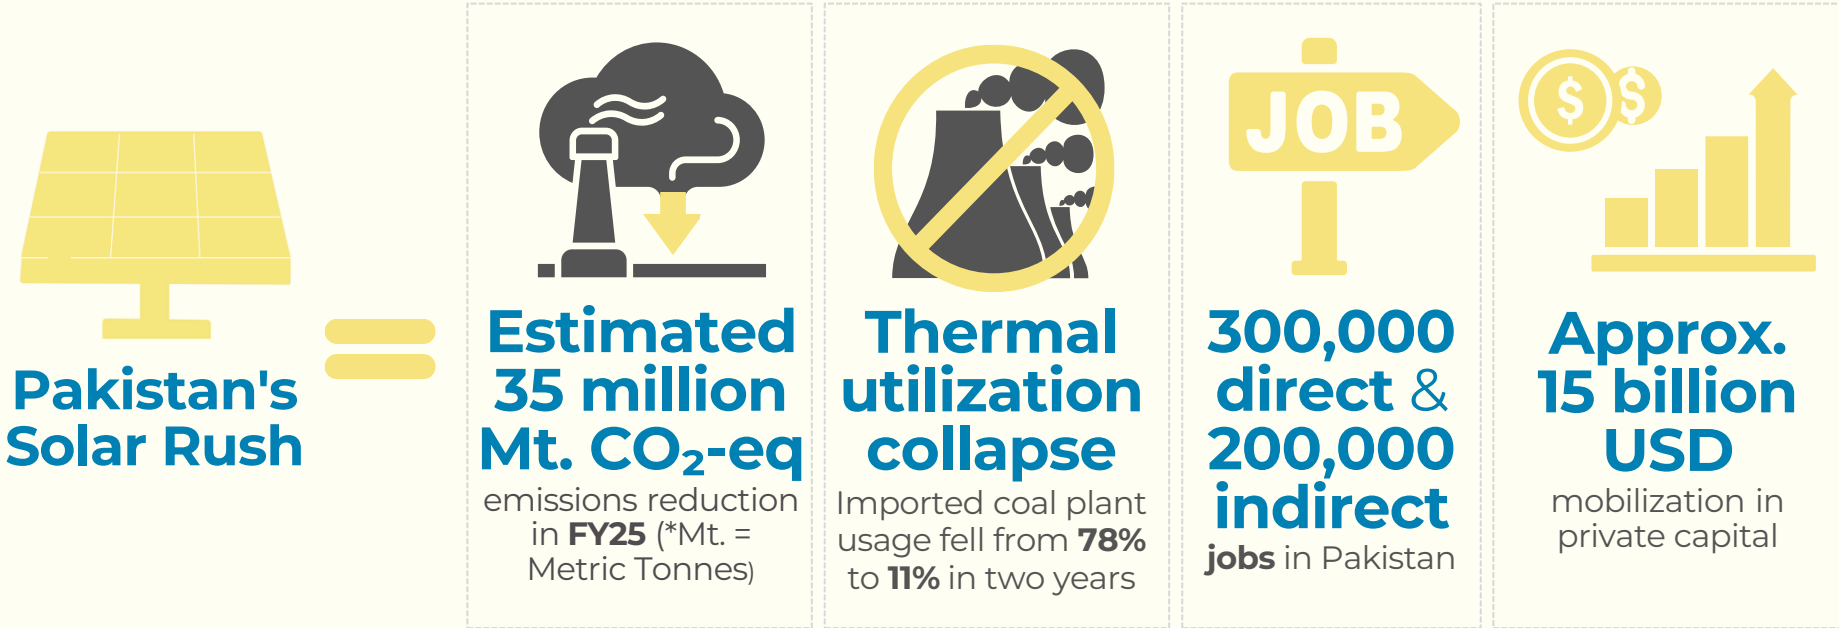 Pakistan's
Solar Rush
Estimated
35 million
Mt. CO₂-eq
emissions reduction
in FY25 (*Mt. =
Metric Tonnes)
Thermal
utilization
collapse
Imported coal plant
usage fell from 78%
to 11% in two years
JOB
300,000
direct &
200,000
indirect
jobs in Pakistan
$ $
Approx.
15 billion
USD
mobilization in
private capital